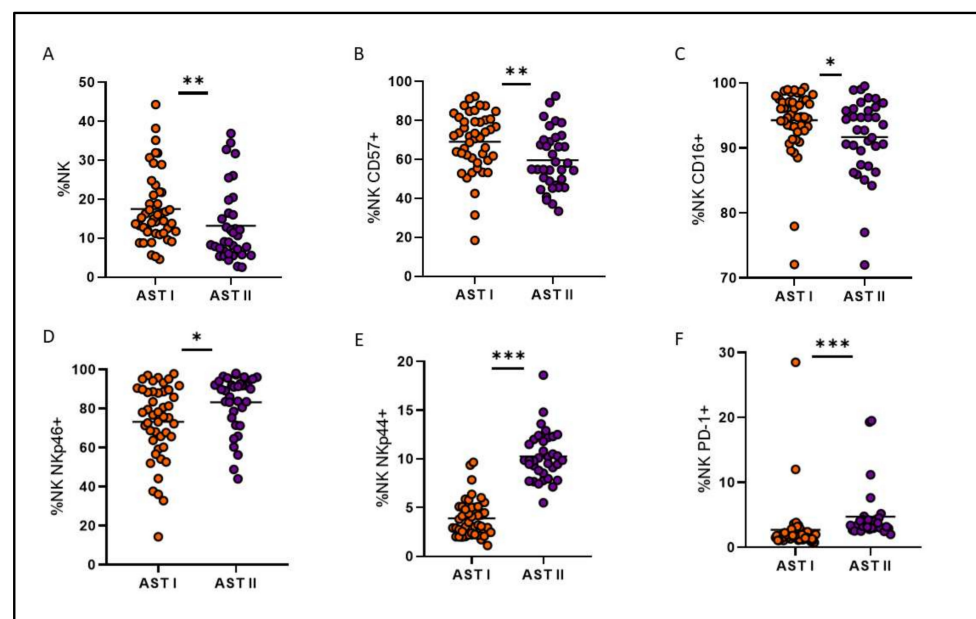 A
**
%NK
50
40
30
20
10
0
AST I
AST II
B
**
%NK CD57+
100
80
60
40
20
0
AST I
AST II
C
*
%NK CD16+
100
90
80
70
AST I
AST II
D
*
%NK NKp46+
100
80
60
40
20
0
AST I
AST II
E
***
%NK NKp44+
20
15
10
5
0
AST I
AST II
F
***
%NK PD-1+
30
20
10
0
AST I
AST II